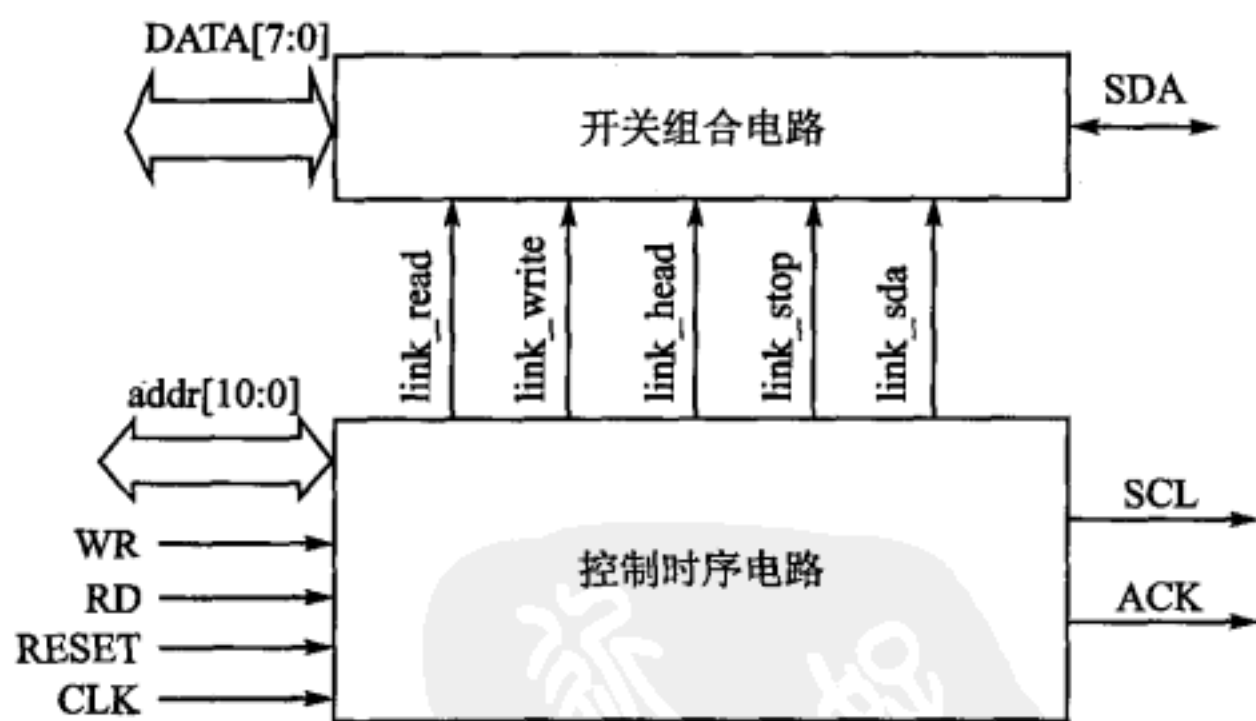 DATA[7:0]
开关组合电路
SDA
link_read
link_write
link_head
link_stop
link_sda
addr[10:0]
WR
RD
RESET
CLK
控制时序电路
SCL
ACK